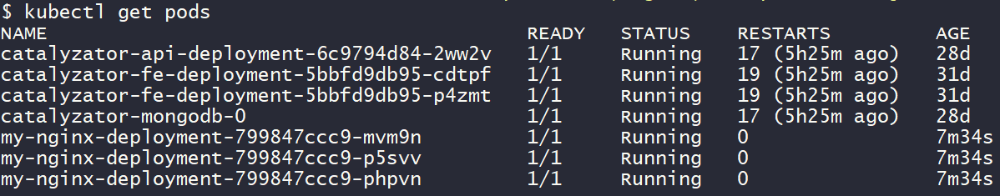 $ kubectl get pods
NAME READY STATUS RESTARTS AGE
catalyzator-api-deployment-6c9794d84-2ww2v 1/1 Running 17 (5h25m ago) 28d
catalyzator-fe-deployment-5bbfd9db95-cdtpf 1/1 Running 19 (5h25m ago) 31d
catalyzator-fe-deployment-5bbfd9db95-p4zmt 1/1 Running 19 (5h25m ago) 31d
catalyzator-mongodb-0 1/1 Running 17 (5h25m ago) 28d
my-nginx-deployment-799847ccc9-mvm9n 1/1 Running 0 7m34s
my-nginx-deployment-799847ccc9-p5svv 1/1 Running 0 7m34s
my-nginx-deployment-799847ccc9-phpvn 1/1 Running 0 7m34s